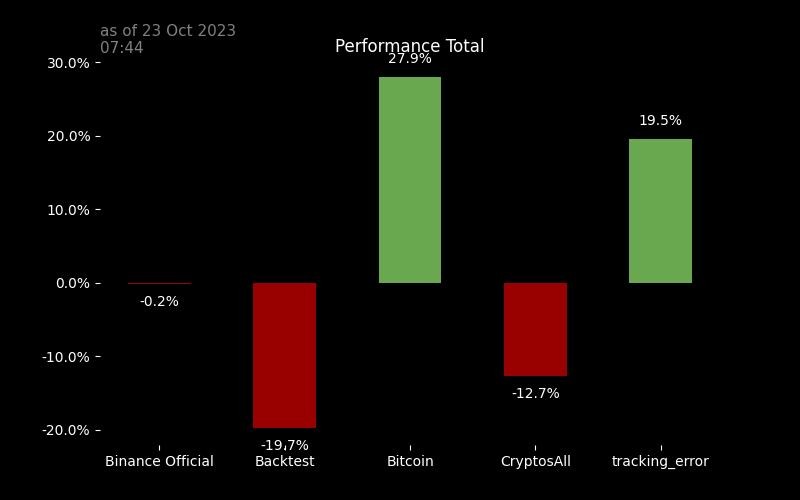 as of 23 Oct 2023
07:44
Performance Total
30.0%
20.0%
10.0%
0.0%
-10.0%
-20.0%
-0.2%
-19.7%
27.9%
-12.7%
19.5%
Binance Official
Backtest
Bitcoin
CryptosAll
tracking_error